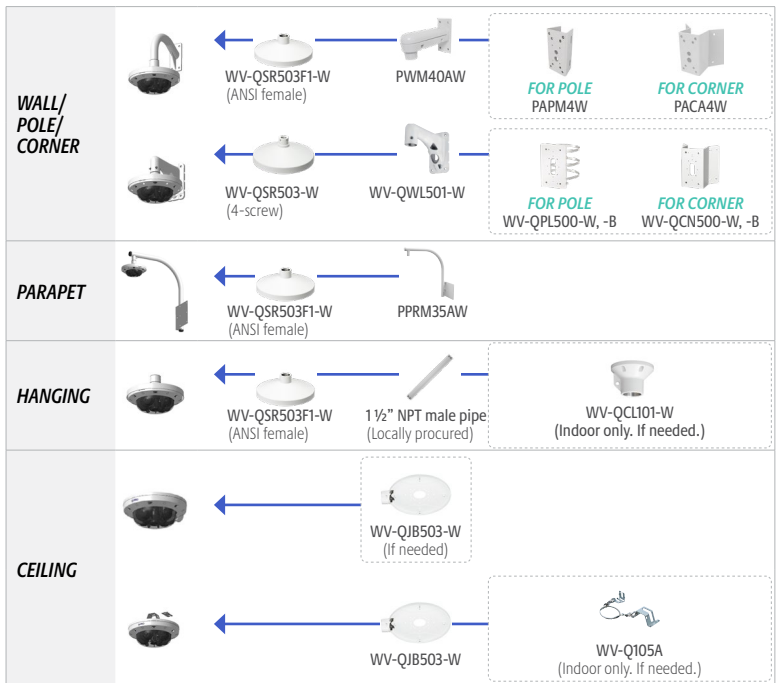 WALL/
POLE/
CORNER
WV-QSR503F1-W
(ANSI female)
PWM40AW
FOR POLE
PAPM4W
FOR CORNER
PACA4W
WV-QSR503-W
(4-screw)
WV-QWL501-W
FOR POLE
WV-QPL500-W, -B
FOR CORNER
WV-QCN500-W, -B
PARAPET
WV-QSR503F1-W
(ANSI female)
PPRM35AW
HANGING
WV-QSR503F1-W
(ANSI female)
1 ½” NPT male pipe
(Locally procured)
WV-QCL101-W
(Indoor only. If needed.)
CEILING
WV-QJB503-W
(If needed)
WV-QJB503-W
WV-Q105A
(Indoor only. If needed.)